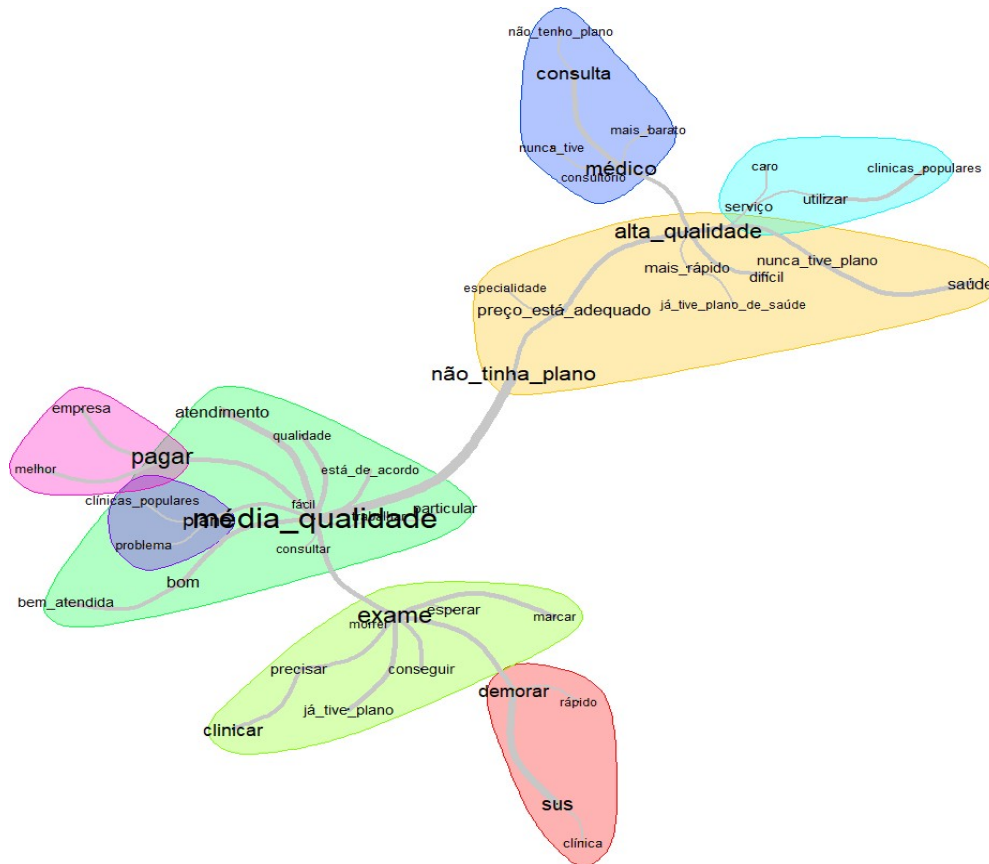 não_tenho_plano
consulta
mais_barato
nunca_tive
consultório
médico
caro
clinicas_populares
utilizar
serviço
alta_qualidade
nunca_tive_plano
mais_rápido
difícil
saúde
especialidade
já_tive_plano_de_saúde
preço_está_adequado
não_tinha_plano
empresa
atendimento
qualidade
pagar
melhor
está_de_acordo
clínicas_populares
fácil
particular
trabalhar
média_qualidade
problema
consultar
bom
bem_atendida
exame
esperar
morrer
marcar
precisar
conseguir
já_tive_plano
clinicar
demorar
rápido
sus
clínica